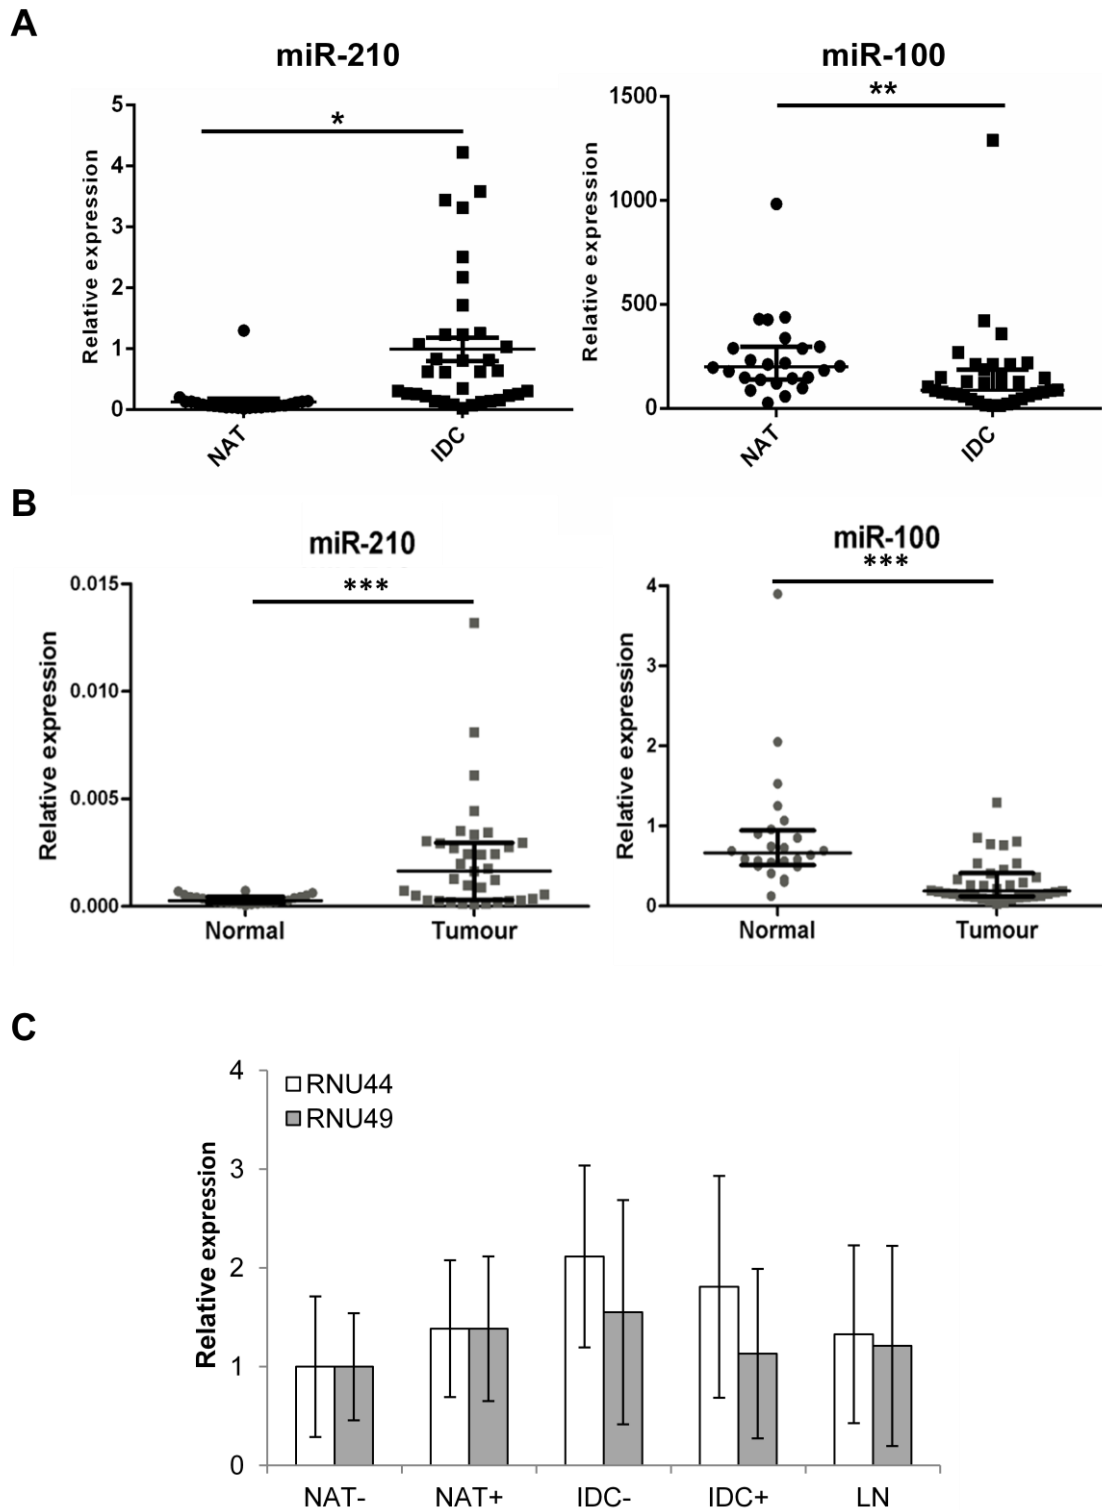 A
miR-210
miR-100
*
**
Relative expression
5
4
3
2
1
0
NAT
IDC
Relative expression
1500
1000
500
0
NAT
IDC
B
miR-210
miR-100
***
***
Relative expression
0.015
0.010
0.005
0.000
Normal
Tumour
Relative expression
4
3
2
1
0
Normal
Tumour
C
RNU44
RNU49
Relative expression
4
3
2
1
0
NAT-
NAT+
IDC-
IDC+
LN